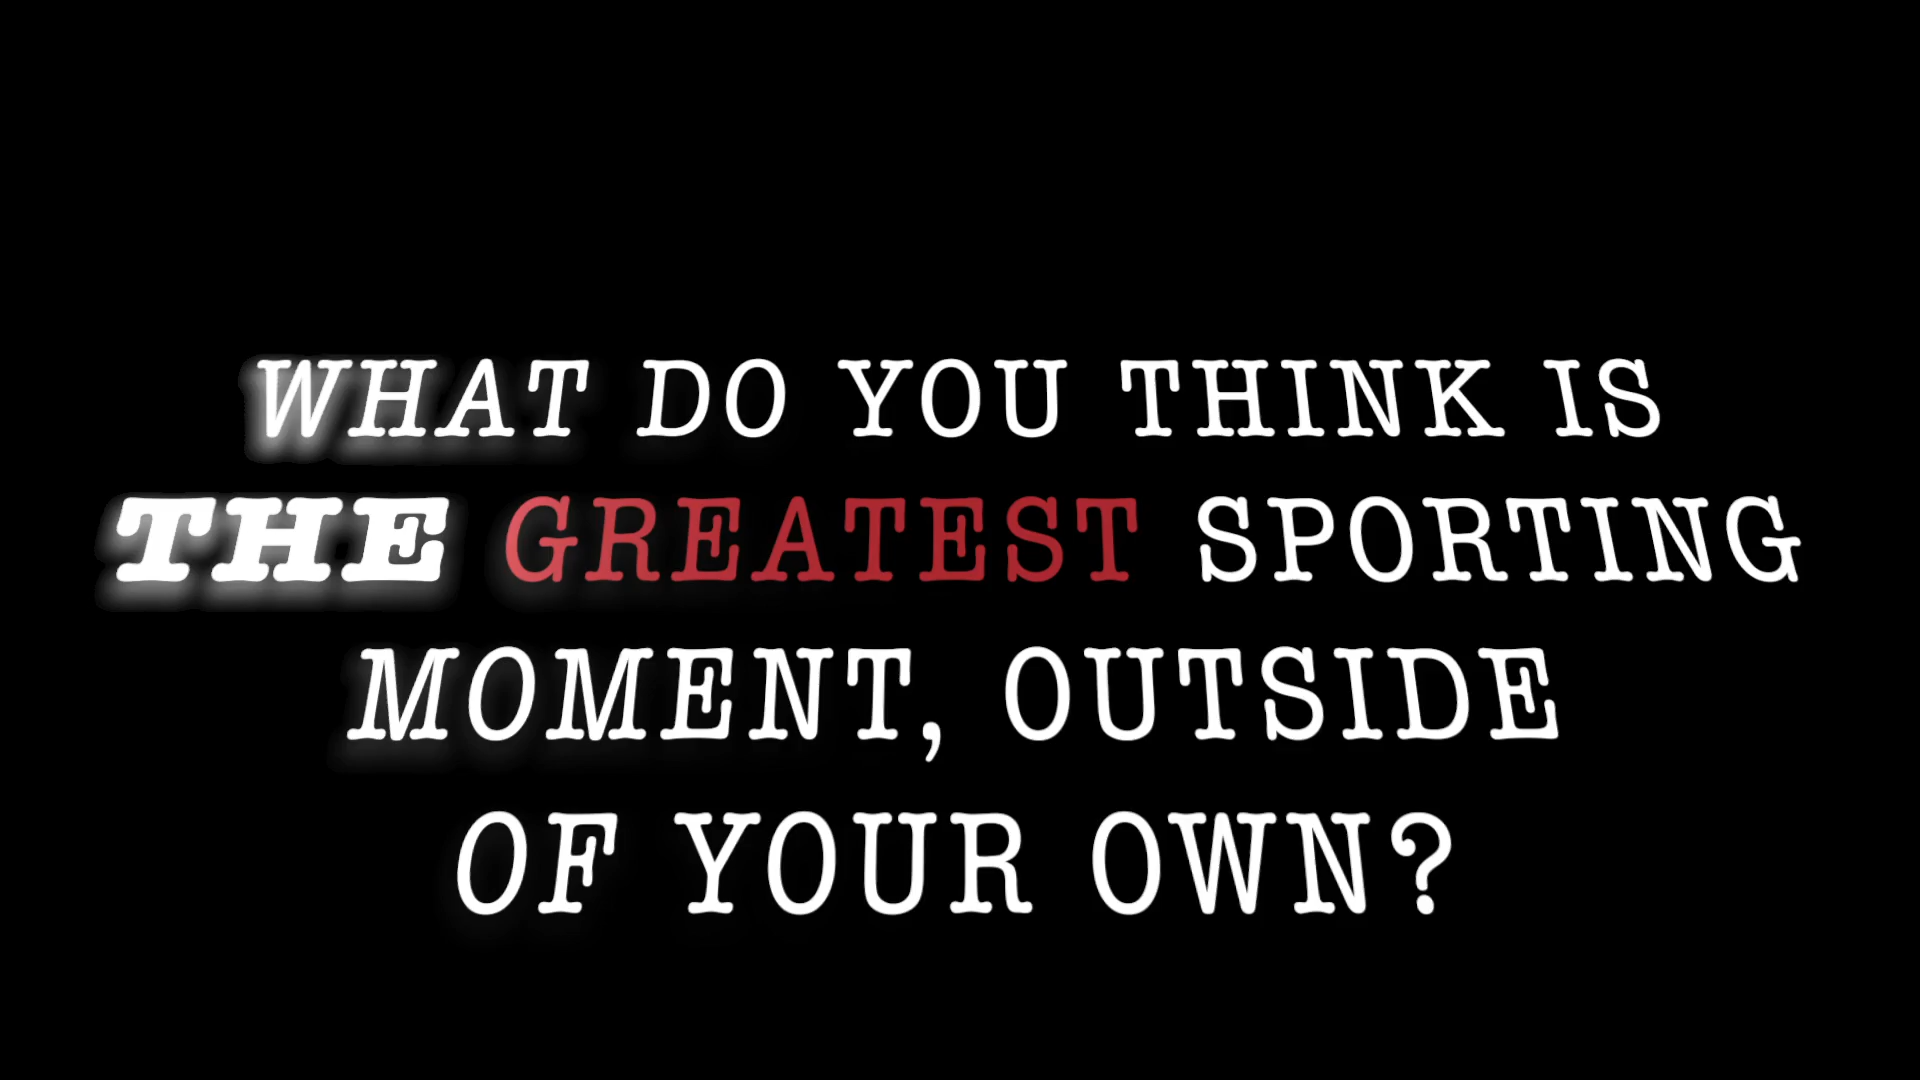 WHAT DO YOU THINK IS
THE GREATEST SPORTING
MOMENT, OUTSIDE
OF YOUR OWN?